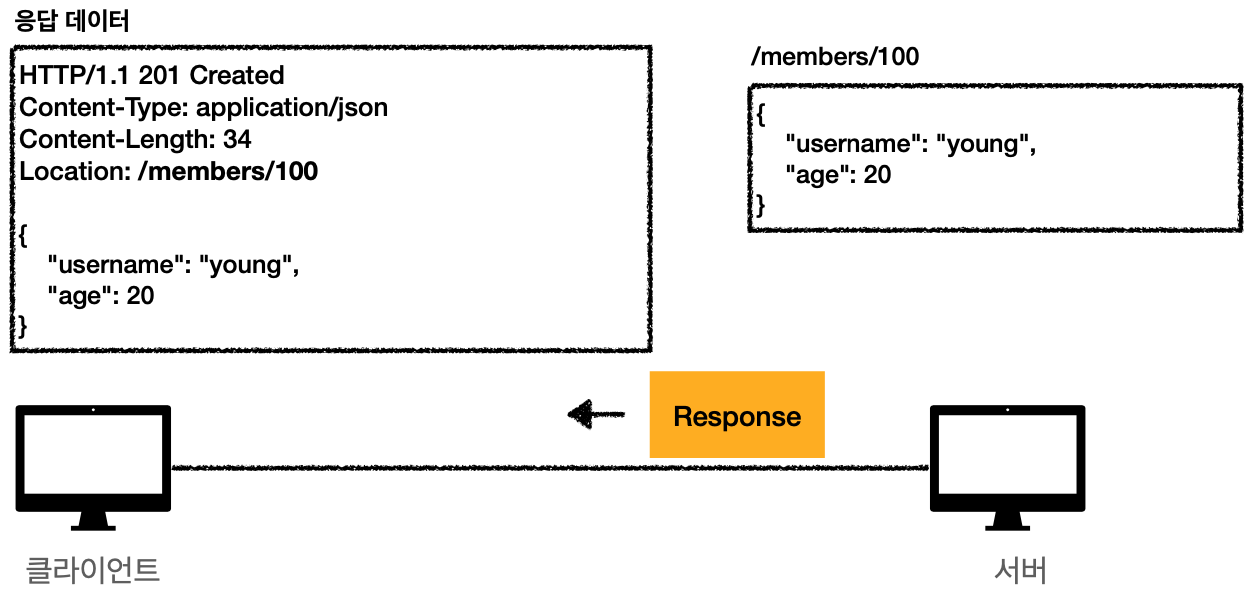 응답 데이터
HTTP/1.1 201 Created
Content-Type: application/json
Content-Length: 34
Location: /members/100
{
"username": "young",
"age": 20
}
/members/100
{
"username": "young",
"age": 20
}
Response
클라이언트
서버